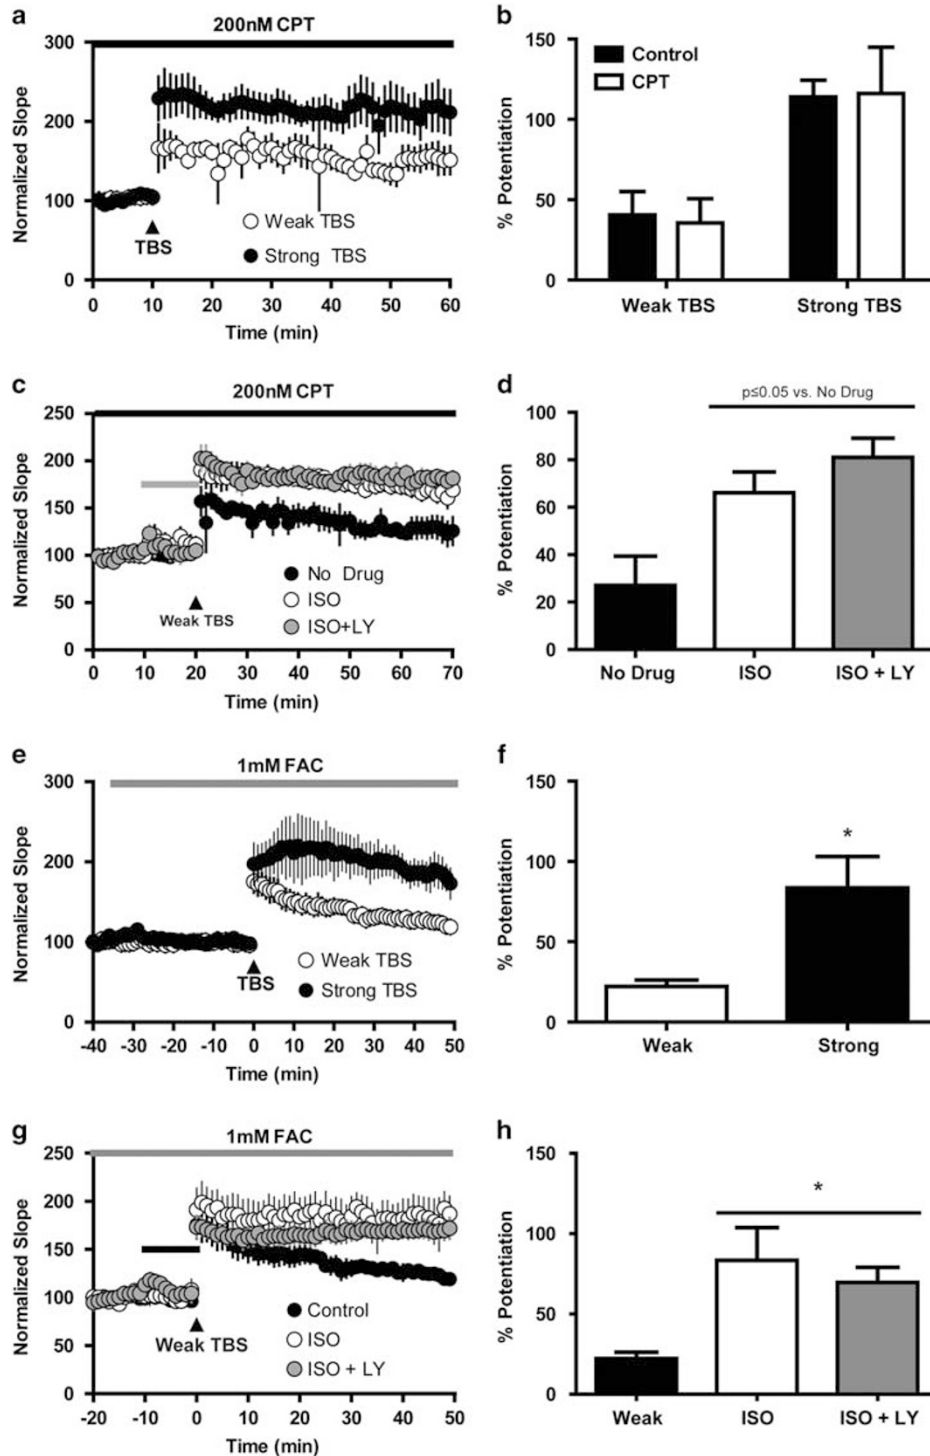 a
200nM CPT
300
200
100
0
Normalized Slope
TBS
Weak TBS
Strong TBS
0 10 20 30 40 50 60
Time (min)
b
150
100
50
0
% Potentiation
Control
CPT
Weak TBS Strong TBS
c
200nM CPT
250
200
150
100
50
0
Normalized Slope
Weak TBS
No Drug
ISO
ISO+LY
0 10 20 30 40 50 60 70
Time (min)
d
p≤0.05 vs. No Drug
100
80
60
40
20
0
% Potentiation
No Drug ISO ISO + LY
e
1mM FAC
300
200
100
0
Normalized Slope
TBS
Weak TBS
Strong TBS
-40 -30 -20 -10 0 10 20 30 40 50
Time (min)
f
150
100
50
0
% Potentiation
*
Weak Strong
g
1mM FAC
250
200
150
100
50
0
Normalized Slope
Weak TBS
Control
ISO
ISO + LY
-20 -10 0 10 20 30 40 50
Time (min)
h
150
100
50
0
% Potentiation
*
Weak ISO ISO + LY